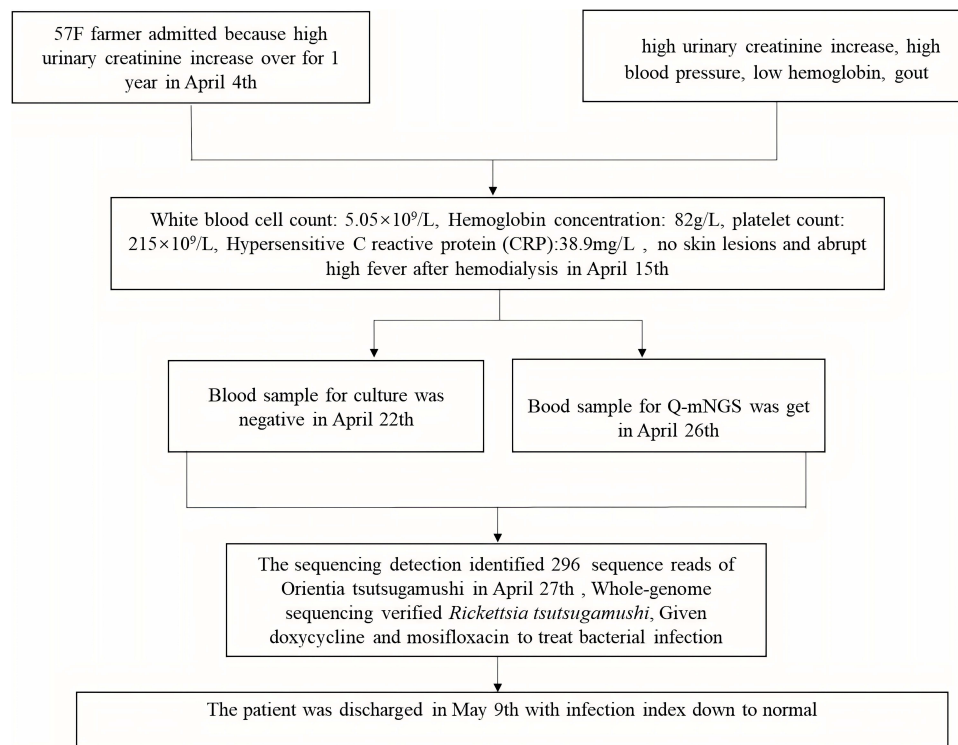 57F farmer admitted because high
urinary creatinine increase over for 1
year in April 4th
high urinary creatinine increase, high
blood pressure, low hemoglobin, gout
White blood cell count: 5.05×10⁹/L, Hemoglobin concentration: 82g/L, platelet count:
215×10⁹/L, Hypersensitive C reactive protein (CRP):38.9mg/L , no skin lesions and abrupt
high fever after hemodialysis in April 15th
Blood sample for culture was
negative in April 22th
Bood sample for Q-mNGS was get
in April 26th
The sequencing detection identified 296 sequence reads of
Orientia tsutsugamushi in April 27th , Whole-genome
sequencing verified Rickettsia tsutsugamushi, Given
doxycycline and mosifloxacin to treat bacterial infection
The patient was discharged in May 9th with infection index down to normal